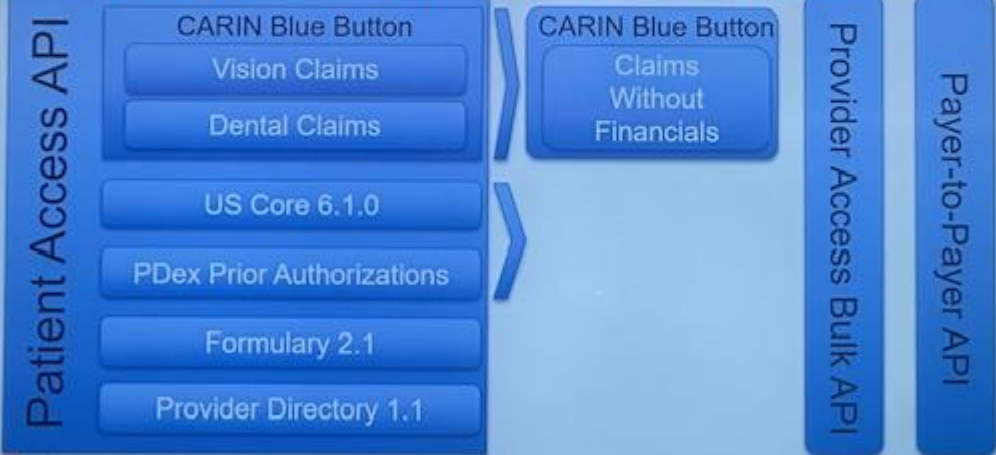 Patient Access API
CARIN Blue Button
Vision Claims
Dental Claims
US Core 6.1.0
PDex Prior Authorizations
Formulary 2.1
Provider Directory 1.1
CARIN Blue Button
Claims
Without
Financials
Provider Access Bulk API
Payer-to-Payer API